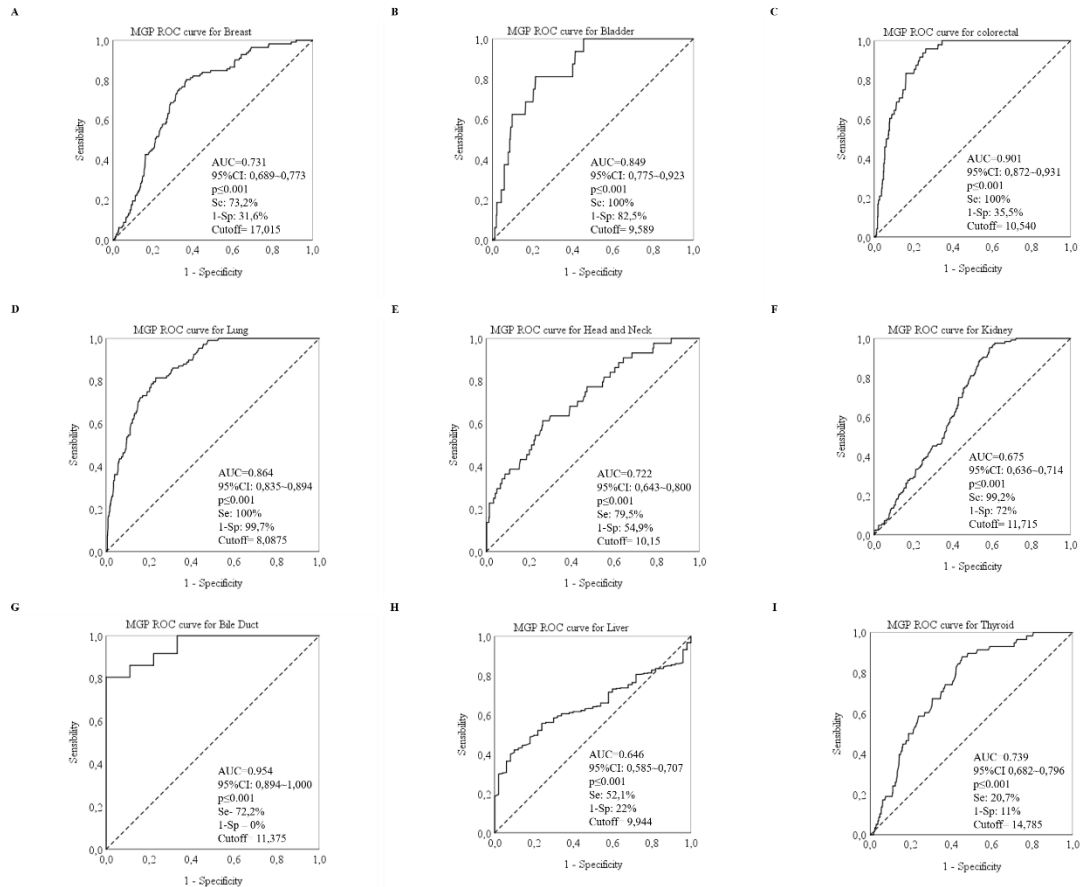 A
MGP ROC curve for Breast
1,0
0,8
0,6
0,4
0,2
0,0
Sensibility
AUC=0.731
95%CI: 0,689~0,773
p≤0.001
Se: 73,2%
1-Sp: 31,6%
Cutoff= 17,015
0,0 0,2 0,4 0,6 0,8 1,0
1 - Specificity
B
MGP ROC curve for Bladder
1,0
0,8
0,6
0,4
0,2
0,0
Sensibility
AUC=0.849
95%CI: 0,775~0,923
p≤0.001
Se: 100%
1-Sp: 82,5%
Cutoff= 9,589
0,0 0,2 0,4 0,6 0,8 1,0
1 - Specificity
C
MGP ROC curve for colorectal
1,0
0,8
0,6
0,4
0,2
0,0
Sensibility
AUC=0.901
95%CI: 0,872~0,931
p≤0.001
Se: 100%
1-Sp: 35,5%
Cutoff= 10,540
0,0 0,2 0,4 0,6 0,8 1,0
1 - Specificity
D
MGP ROC curve for Lung
1,0
0,8
0,6
0,4
0,2
0,0
Sensibility
AUC=0.864
95%CI: 0,835~0,894
p≤0.001
Se: 100%
1-Sp: 99,7%
Cutoff= 8,0875
0,0 0,2 0,4 0,6 0,8 1,0
1 - Specificity
E
MGP ROC curve for Head and Neck
1,0
0,8
0,6
0,4
0,2
0,0
Sensibility
AUC=0.722
95%CI: 0,643~0,800
p≤0.001
Se: 79,5%
1-Sp: 54,9%
Cutoff= 10,15
0,0 0,2 0,4 0,6 0,8 1,0
1 - Specificity
F
MGP ROC curve for Kidney
1,0
0,8
0,6
0,4
0,2
0,0
Sensibility
AUC=0.675
95%CI: 0,636~0,714
p≤0.001
Se: 99,2%
1-Sp: 72%
Cutoff= 11,715
0,0 0,2 0,4 0,6 0,8 1,0
1 - Specificity
G
MGP ROC curve for Bile Duct
1,0
0,8
0,6
0,4
0,2
0,0
Sensibility
AUC=0.954
95%CI: 0,894~1,000
p≤0.001
Se- 72,2%
1-Sp – 0%
Cutoff– 11,375
0,0 0,2 0,4 0,6 0,8 1,0
1 - Specificity
H
MGP ROC curve for Liver
1,0
0,8
0,6
0,4
0,2
0,0
Sensibility
AUC=0.646
95%CI: 0,585~0,707
p≤0.001
Se: 52,1%
1-Sp: 22%
Cutoff– 9,944
0,0 0,2 0,4 0,6 0,8 1,0
1 - Specificity
I
MGP ROC curve for Thyroid
1,0
0,8
0,6
0,4
0,2
0,0
Sensibility
AUC 0.739
95%CI 0,682~0,796
p≤0.001
Se: 20,7%
1-Sp: 11%
Cutoff– 14,785
0,0 0,2 0,4 0,6 0,8 1,0
1 - Specificity